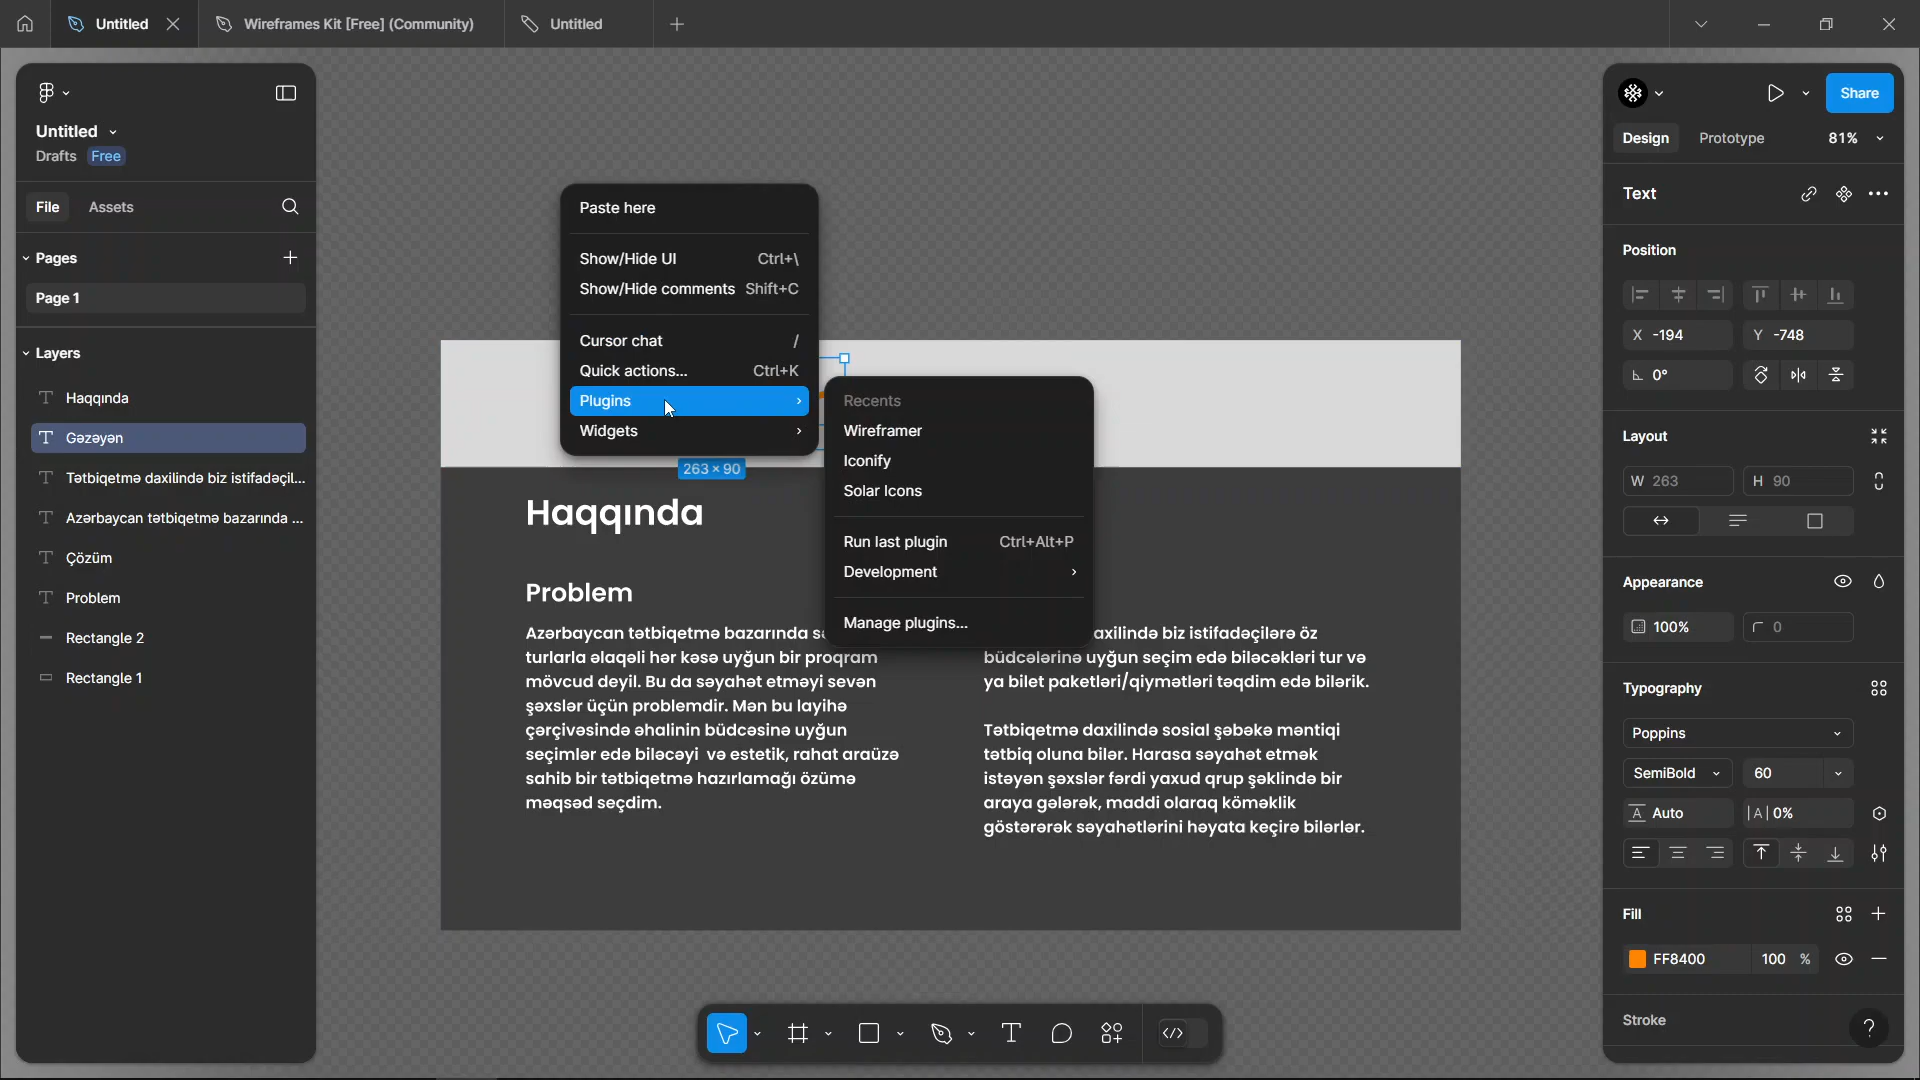 Untitled
Wireframes Kit [Free] (Community)
Untitled
Untitled
Drafts Free
File Assets
Pages
Page 1
Layers
Haqqında
Gəzəyən
Tətbiqetmə daxilində biz istifadəçil...
Azərbaycan tətbiqetmə bazarında ...
Çözüm
Problem
Rectangle 2
Rectangle 1
Paste here
Show/Hide UI Ctrl+\
Show/Hide comments Shift+C
Cursor chat /
Quick actions... Ctrl+K
Plugins
Widgets
263 × 90
Recents
Wireframer
Iconify
Solar Icons
Run last plugin Ctrl+Alt+P
Development
Manage plugins...
Haqqında
Problem
Azərbaycan tətbiqetmə bazarında
turlarla əlaqəli hər kəsə uyğun bir proqram
mövcud deyil. Bu da səyahət etməyi sevən
şəxslər üçün problemdir. Mən bu layihə
çərçivəsində əhalinin büdcəsinə uyğun
seçimlər edə biləcəyi və estetik, rahat araüzə
sahib bir tətbiqetmə hazırlamağı özümə
məqsəd seçdim.
axilində biz istifadəçilərə öz
büdcələrinə uyğun seçim edə biləcəkləri tur və
ya bilet paketləri/qiymətləri təqdim edə bilərik.
Tətbiqetmə daxilində sosial şəbəkə məntiqi
tətbiq oluna bilər. Harasa səyahət etmək
istəyən şəxslər fərdi yaxud qrup şəklində bir
araya gələrək, maddi olaraq köməklik
göstərərək səyahətlərini həyata keçirə bilərlər.
Share
Design Prototype 81%
Text
Position
X -194 Y -748
0°
Layout
W 263 H 90
Appearance
100% 0
Typography
Poppins
SemiBold 60
Auto |A| 0%
Fill
FF8400 100 %
Stroke
?